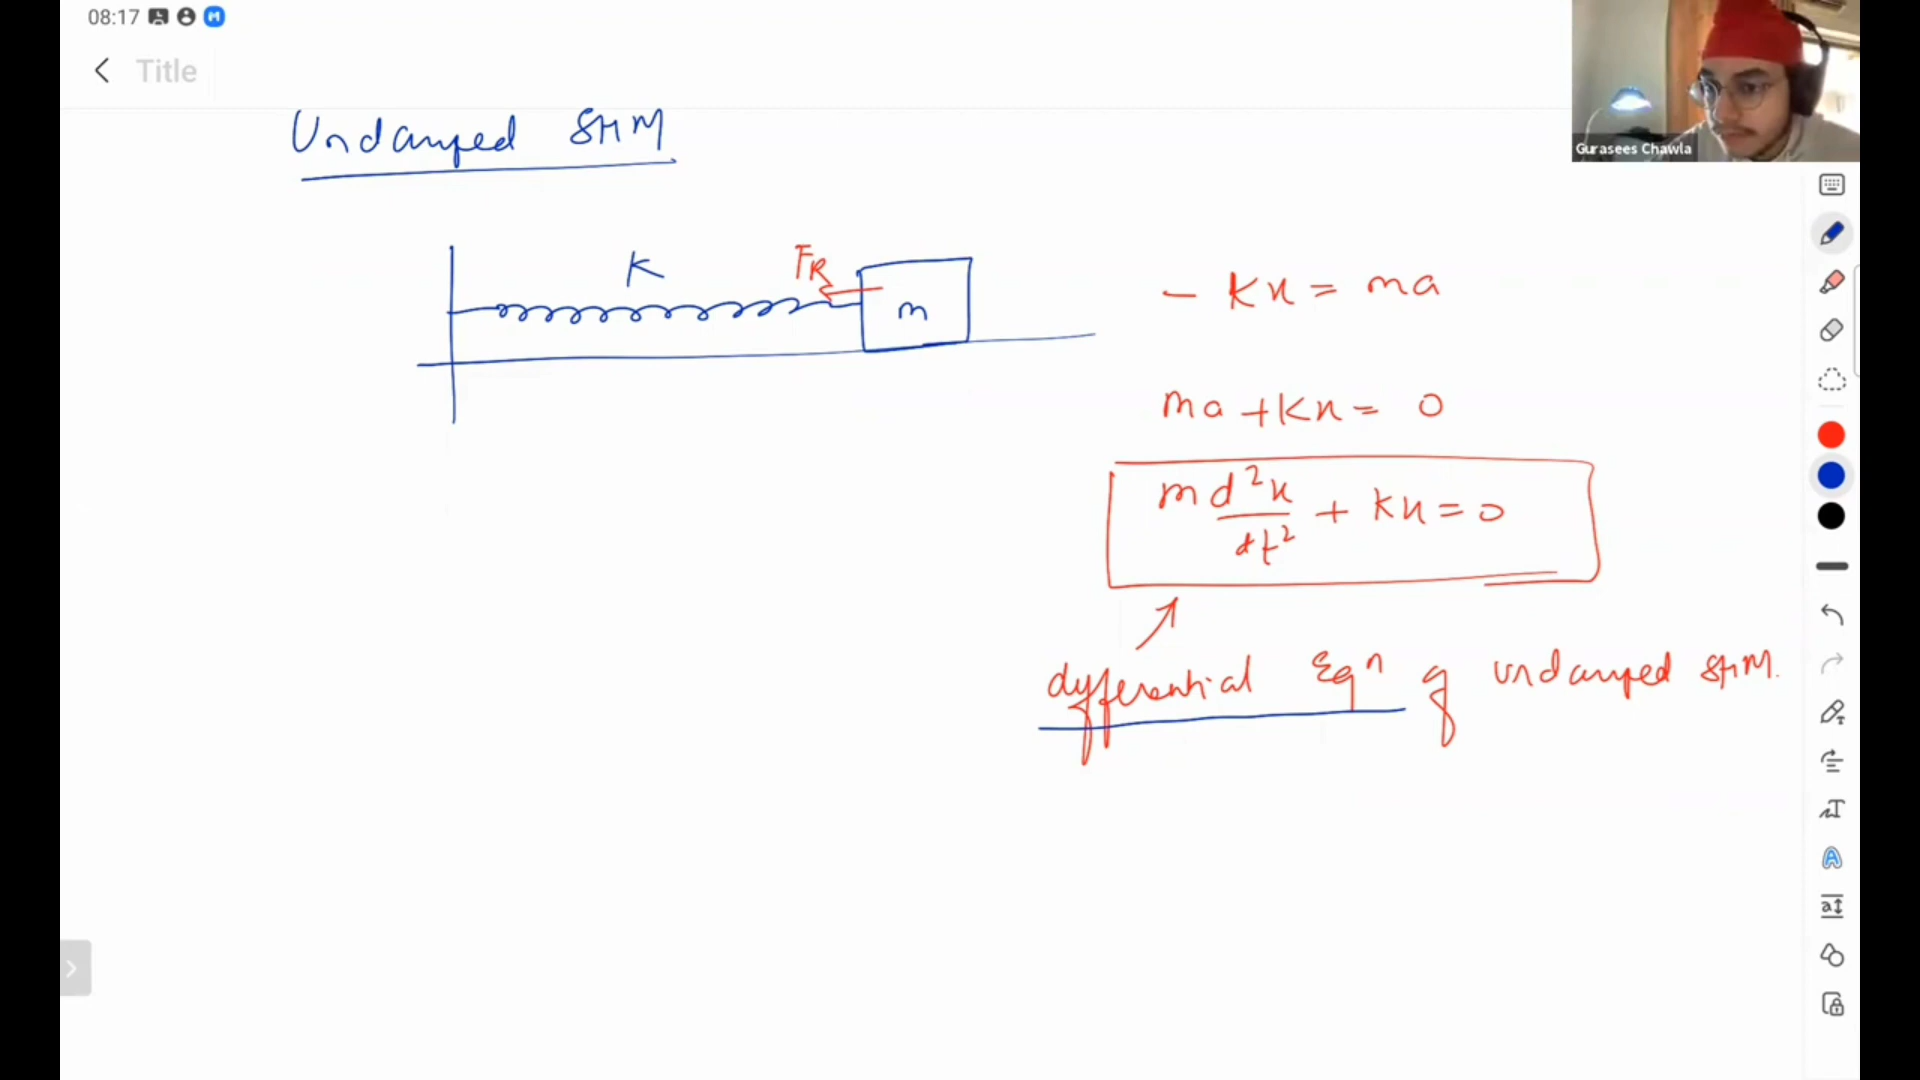 08:17
Title
Gurasees Chawla
Undamped SHM
K
FR
m
- Kx = ma
ma + Kx = 0
m d²x/dt² + Kx = 0
differential Eqn of undamped SHM.